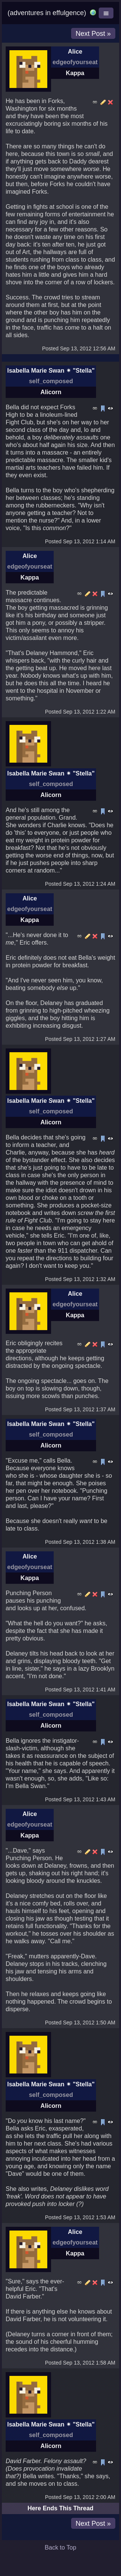 (adventures in effulgence)
Next Post »
Alice
edgeofyourseat
Kappa
He has been in Forks,
Washington for six months
and they have been the most
excruciatingly boring six months of his
life to date.
There are so many things he can't do
here, because this town is so small, and
if anything gets back to Daddy dearest
they'll just move somewhere worse. He
honestly can't imagine somewhere worse,
but then, before Forks he couldn't have
imagined Forks.
Getting in fights at school is one of the
few remaining forms of entertainment
he has any joy in, and it's also
necessary for his continued sanity. So
he doesn't waste any time on his first
day back; it's after lunch, he just got
out of Art, and the hallways are full of
students rushing from class to class, and
he finds one of the boys who already
hates him and knocks the kid's face
sideways into the corner of a row of lockers.
Success. The crowd tries to stampede
around them at first, but at the point
where the other boy has him on the
ground and is punching him repeatedly
in the face, traffic has come to a halt on
all sides.
Posted Sep 13, 2012 12:56 AM
Isabella Marie Swan ✴ "Stella"
self_composed
Alicorn
Bella did not expect Forks
High to be a limoleum-lined
Fight Club, but she's on her way to her
second class of the day and, lo and
behold, a boy deliberately assaults one
who's about half again his size. And then
it turns into a massacre - an utterly
predictable massacre. The smaller kid's
martial arts teachers have failed him. If
they even exist.
Bella turns to the boy who's standing
her between classes; he's standing
among the rubberneckers. "Why isn't
anyone getting a teacher? Not to
mention the nurse?" And, in a lower
voice, "Is this common?"
Posted Sep 13, 2012 1:14 AM
Alice
edgeofyourseat
Kappa
The predictable
massacre continues.
The boy getting massacred is grinning
like it's his birthday and someone just
got him a pony, or possibly a stripper.
This only seems to annoy his
victim/assailant even more.
"That's Delaney Hammond," Eric
whispers back, "with the curly hair and
the getting beat up. He moved here last
year. Nobody knows what's up with him,
but he does this all the time. I heard he
went to the hospital in November or
something."
Posted Sep 13, 2012 1:22 AM
Isabella Marie Swan ✴ "Stella"
self_composed
Alicorn
And he's still among the
general population. Grand.
She wonders if Charlie knows. "Does he
do 'this' to everyone, or just people who
eat my weight in protein powder for
breakfast? Not that he's not obviously
getting the worse end of things, now, but
if he just pushes people into sharp
corners at random..."
Posted Sep 13, 2012 1:24 AM
Alice
edgeofyourseat
Kappa
"...He's never done it to
me," Eric offers.
Eric definitely does not eat Bella's weight
in protein powder for breakfast.
"And I've never seen him, you know,
beating somebody else up."
On the floor, Delaney has graduated
from grinning to high-pitched wheezing
giggles, and the boy hitting him is
exhibiting increasing disgust.
Posted Sep 13, 2012 1:27 AM
Isabella Marie Swan ✴ "Stella"
self_composed
Alicorn
Bella decides that she's going
to inform a teacher and
Charlie, anyway, because she has heard
of the bystander effect. She also decides
that she's going to be late to her next
class in case she's the only person in
the hallway with the presence of mind to
make sure the idiot doesn't drown in his
own blood or have his skull cracked or
something. She produces a pocket-size
notebook and writes down screw the first
rule of Fight Club. "I'm going to stay
here in case he needs an emergency
vehicle," she tells Eric. "I'm on a call, if
he looks like he's dying, and no one will
get one faster than the 911 dispatcher. Can
you repeat the directions in building four
again? I don't want to keep you."
Posted Sep 13, 2012 1:32 AM
Alice
edgeofyourseat
Kappa
Eric obligingly recites
the appropriate
directions, although he keeps getting
distracted by the ongoing spectacle.
The ongoing spectacle... goes on. The
boy on top is slowing down, though,
issuing more scowls than punches.
Posted Sep 13, 2012 1:37 AM
Isabella Marie Swan ✴ "Stella"
self_composed
Alicorn
"Excuse me," calls Bella.
Because everyone knows
who she is - whose daughter she is - so
far, that might be enough. She poises
her pen over her notebook. "Punching
person. Can I have your name? First
and last, please?"
Because she doesn't really want to be
late to class.
Posted Sep 13, 2012 1:38 AM
Alice
edgeofyourseat
Kappa
Punching Person
pauses his punching
and looks up at her, confused.
"What the hell do you want?" he asks,
despite the fact that she has made it
pretty obvious.
Delaney tilts his head back to look at her
and grins, displaying bloody teeth. "Get
in line, sister," he says in a lazy Brooklyn
accent, "I'm not done."
Posted Sep 13, 2012 1:41 AM
Isabella Marie Swan ✴ "Stella"
self_composed
Alicorn
Bella ignores the instigator-
slash-victim, although she
takes it as reassurance on the subject of
his health that he is capable of speech.
"Your name," she says. And apparently it
wasn't enough, so, she adds, "Like so:
I'm Bella."
Posted Sep 13, 2012 1:43 AM
Alice
edgeofyourseat
Kappa
"...Dave," says
Punching Person. He
looks down at Delaney, frowns, and then
gets up, shaking out his right hand; it's
looking bloody around the knuckles.
Delaney stretches out on the floor like
it's a nice comfy bed, rolls over, and
hauls himself to his feet, opening and
closing his jaw as though testing that it
retains full functionality. "Thanks for the
workout," he tosses over his shoulder as
he walks away. "Call me."
"Freak," mutters apparently-Dave.
Delaney stops in his tracks, clenching
his jaw and tensing his arms and
shoulders.
Then he relaxes and keeps going like
nothing happened. The crowd begins to
disperse.
Posted Sep 13, 2012 1:50 AM
Isabella Marie Swan ✴ "Stella"
self_composed
Alicorn
"Do you know his last name?"
Bella asks Eric, exasperated,
as she lets the traffic pull her along with
him to her next class. She's had various
aspects of what makes witnesses
annoying inculcated into her head from a
young age, and knowing more than the name
"Dave" would be one of them.
She also writes, Delaney dislikes word
'freak'. Word does not appear to have
provoked push into locker (?)
Posted Sep 13, 2012 1:53 AM
Alice
edgeofyourseat
Kappa
"Sure," says the ever-
helpful Eric. "That's
David Farber."
If there is anything else he knows about
David Farber, he is not volunteering it.
(Delaney turns a corner in front of them;
the sound of his cheerful humming
recedes into the distance.)
Posted Sep 13, 2012 1:56 AM
Isabella Marie Swan ✴ "Stella"
self_composed
Alicorn
David Farber. Felony assault?
(Does provocation invalidate
that?) Bella writes. "Thanks," she says,
and she moves on to class.
Posted Sep 13, 2012 2:00 AM
Here Ends This Thread
Next Post »
Back to Top